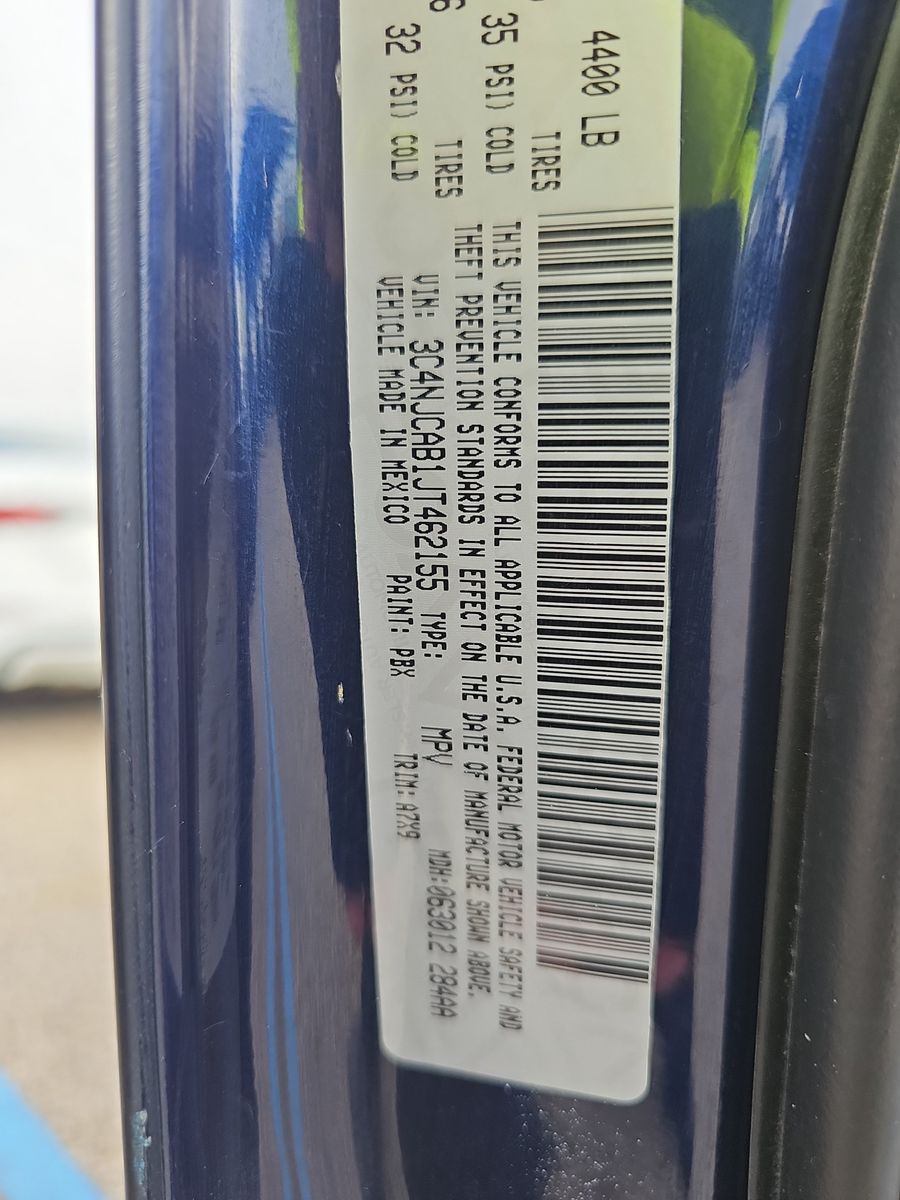 4400 LB
TIRES
35 PSI) COLD
TIRES
32 PSI) COLD
THIS VEHICLE CONFORMS TO ALL APPLICABLE U.S.A. FEDERAL MOTOR VEHICLE SAFETY AND
THEFT PREVENTION STANDARDS IN EFFECT ON THE DATE OF MANUFACTURE SHOWN ABOVE.
VIN: 3C4NJCAB1JT462155 TYPE: MPV MDH:063012 284AA
VEHICLE MADE IN MEXICO PAINT: PBX TRIM: A7X9